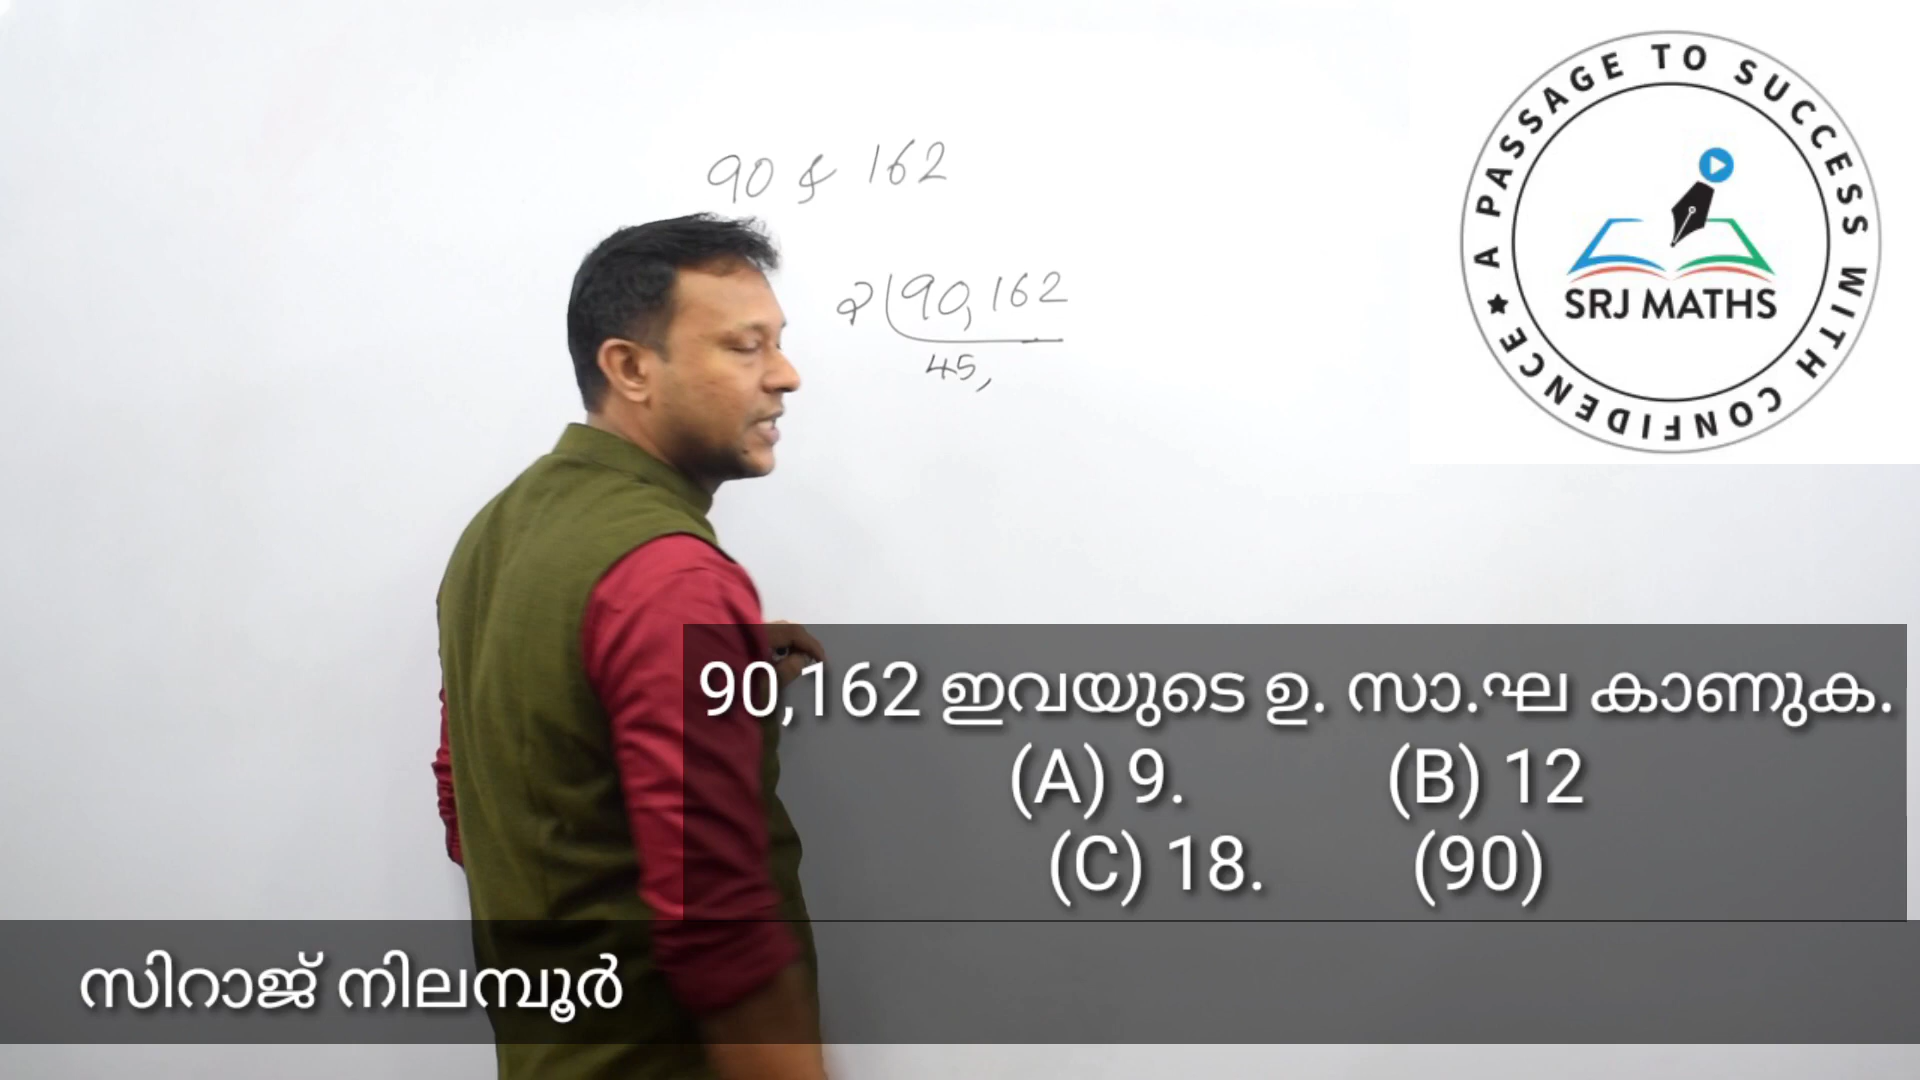 90 & 162
2 90, 162
45,
A PASSAGE TO SUCCESS WITH CONFIDENCE
SRJ MATHS
90,162 ഇവയുടെ ഉ. സാ.ഘ കാണുക.
(A) 9. (B) 12
(C) 18. (90)
സിറാജ് നിലമ്പൂർ